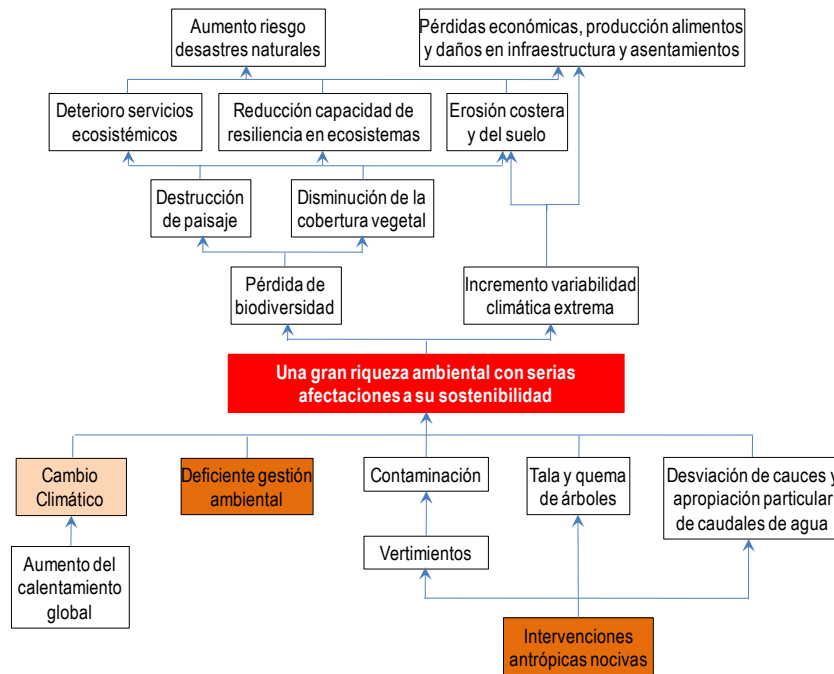 Aumento riesgo
desastres naturales
Pérdidas económicas, producción alimentos
y daños en infraestructura y asentamientos
Deterioro servicios
ecosistémicos
Reducción capacidad de
resiliencia en ecosistemas
Erosión costera
y del suelo
Destrucción
de paisaje
Disminución de la
cobertura vegetal
Pérdida de
biodiversidad
Incremento variabilidad
climática extrema
Una gran riqueza ambiental con serias
afectaciones a su sostenibilidad
Cambio
Climático
Deficiente gestión
ambiental
Contaminación
Tala y quema
de árboles
Desviación de cauces y
apropiación particular
de caudales de agua
Aumento del
calentamiento
global
Vertimientos
Intervenciones
antrópicas nocivas